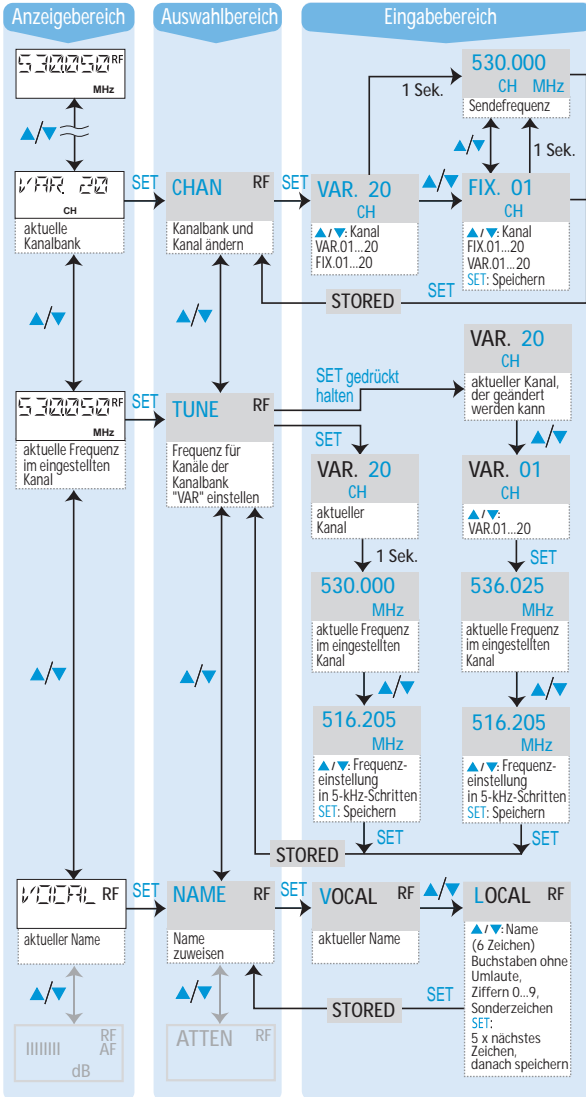 Anzeigebereich
Auswahlbereich
Eingabebereich
530.050 RF
MHz
▲/▼
VAR. 20
CH
aktuelle
Kanalbank
SET
CHAN RF
Kanalbank und
Kanal ändern
SET
VAR. 20
CH
▲/▼: Kanal
VAR.01...20
FIX.01...20
1 Sek.
530.000
CH MHz
Sendefrequenz
▲/▼
1 Sek.
▲/▼
FIX. 01
CH
▲/▼: Kanal
FIX.01...20
VAR.01...20
SET: Speichern
STORED
SET
▲/▼
▲/▼
530.050 RF
MHz
aktuelle Frequenz
im eingestellten
Kanal
SET
TUNE RF
Frequenz für
Kanäle der
Kanalbank
"VAR" einstellen
SET gedrückt
halten
SET
VAR. 20
CH
aktueller
Kanal
1 Sek.
530.000
MHz
aktuelle Frequenz
im eingestellten
Kanal
▲/▼
516.205
MHz
▲/▼: Frequenz-
einstellung
in 5-kHz-Schritten
SET: Speichern
SET
VAR. 20
CH
aktueller Kanal,
der geändert
werden kann
▲/▼
VAR. 01
CH
▲/▼:
VAR.01...20
SET
536.025
MHz
aktuelle Frequenz
im eingestellten
Kanal
▲/▼
516.205
MHz
▲/▼: Frequenz-
einstellung
in 5-kHz-Schritten
SET: Speichern
SET
STORED
▲/▼
▲/▼
VOCAL RF
aktueller Name
SET
NAME RF
Name
zuweisen
SET
VOCAL RF
aktueller Name
▲/▼
LOCAL RF
▲/▼: Name
(6 Zeichen)
Buchstaben ohne
Umlaute,
Ziffern 0...9,
Sonderzeichen
SET:
5 x nächstes
Zeichen,
danach speichern
STORED
SET
▲/▼
▲/▼
RF
AF
dB
ATTEN RF